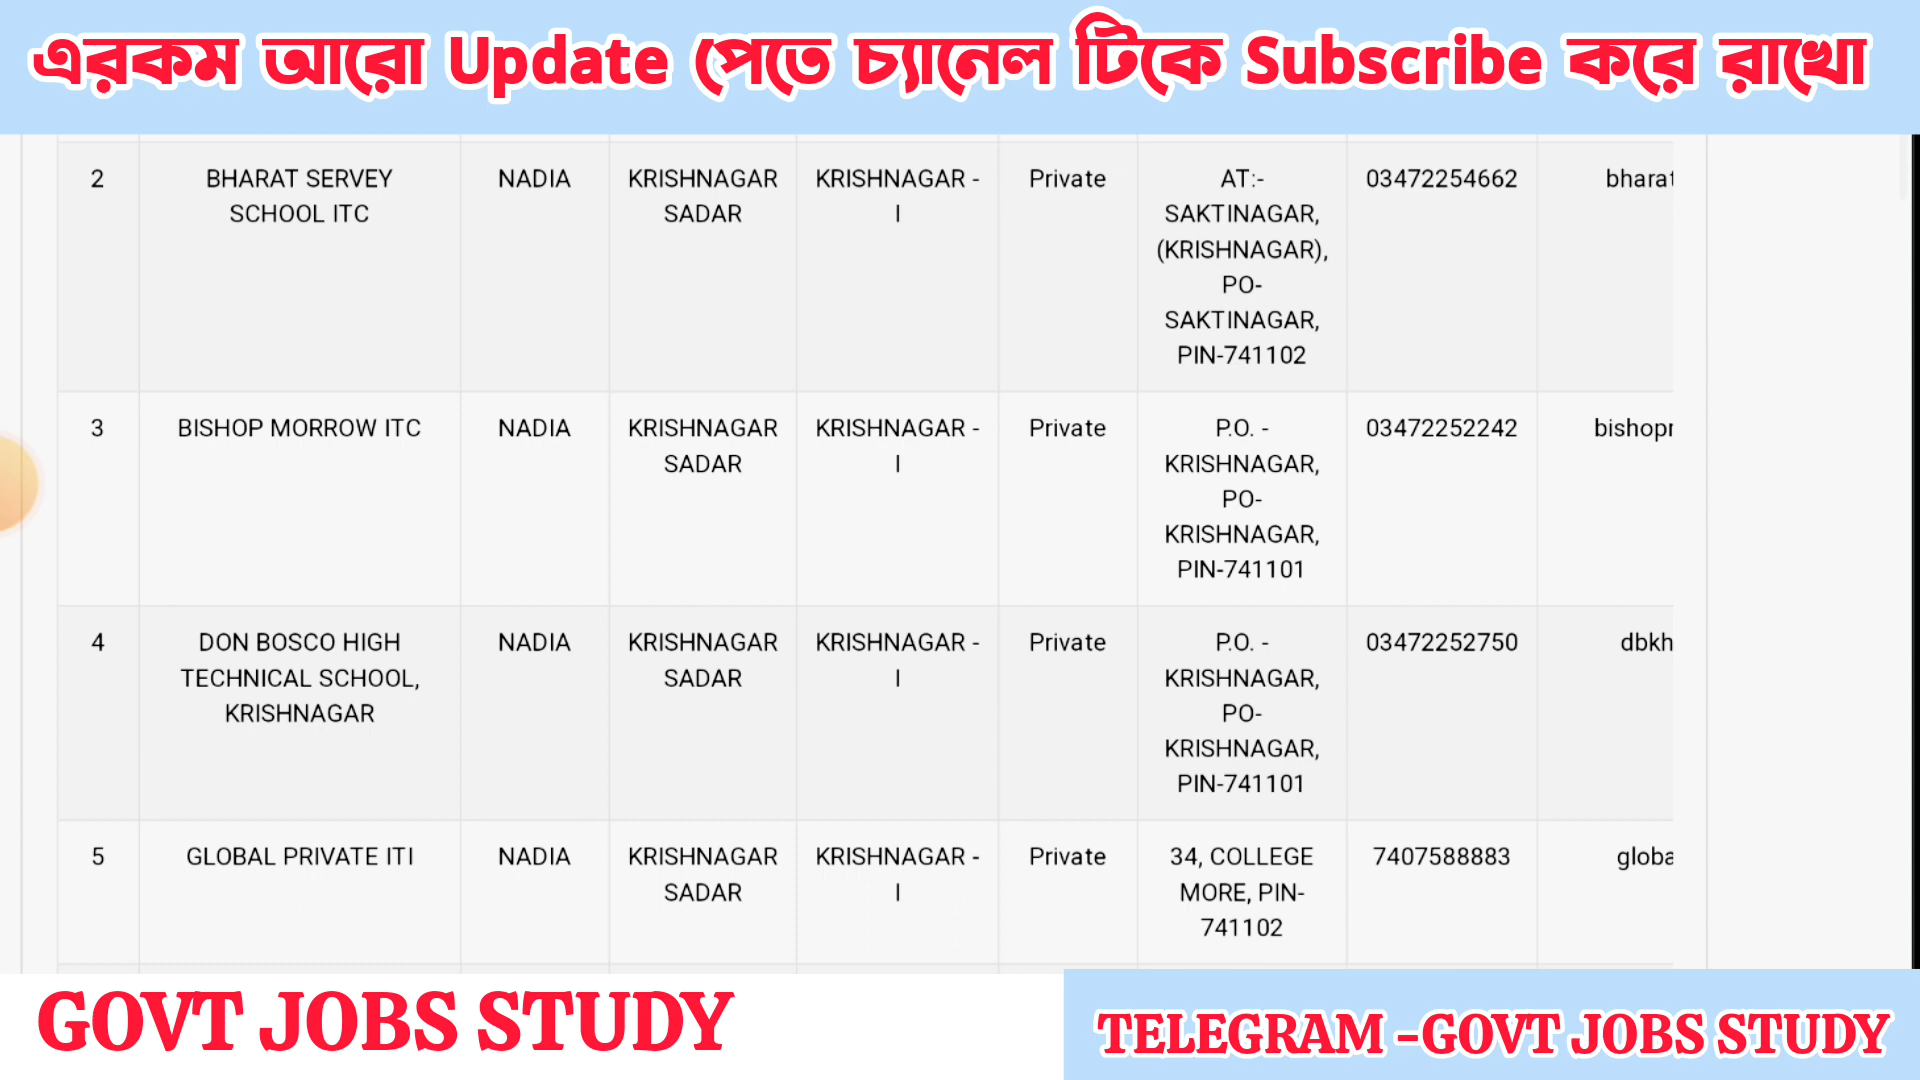 এরকম আরো Update পেতে চ্যানেল টিকে Subscribe করে রাখো
2 BHARAT SERVEY NADIA KRISHNAGAR KRISHNAGAR - Private AT:- 03472254662 bharat
SCHOOL ITC SADAR I SAKTINAGAR,
(KRISHNAGAR),
PO-
SAKTINAGAR,
PIN-741102
3 BISHOP MORROW ITC NADIA KRISHNAGAR KRISHNAGAR - Private P.O. - 03472252242
SADAR I KRISHNAGAR,
PO-
KRISHNAGAR,
PIN-741101
4 DON BOSCO HIGH NADIA KRISHNAGAR KRISHNAGAR - Private P.O. - 03472252750 dbkh
TECHNICAL SCHOOL, SADAR I KRISHNAGAR,
KRISHNAGAR PO-
KRISHNAGAR,
PIN-741101
5 GLOBAL PRIVATE ITI NADIA KRISHNAGAR KRISHNAGAR - Private 34, COLLEGE 7407588883 globa
SADAR I MORE, PIN-
741102
GOVT JOBS STUDY
TELEGRAM -GOVT JOBS STUDY